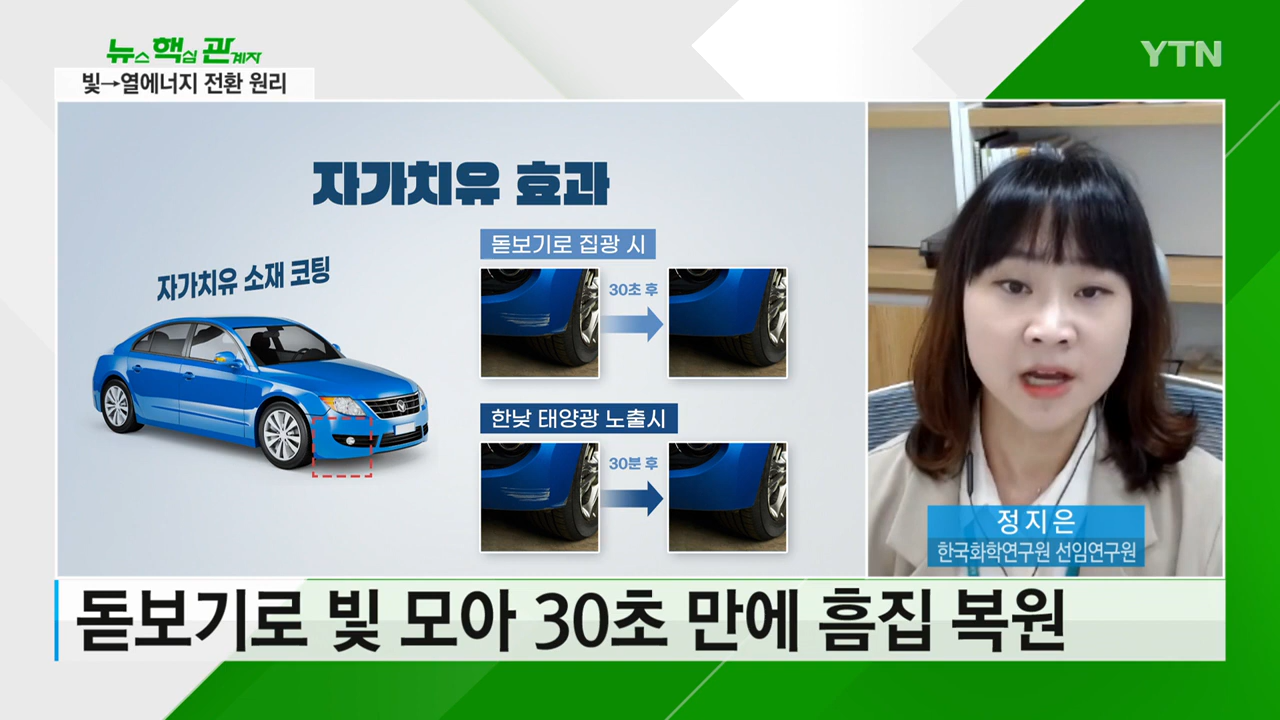 뉴스 핵심 관계자
YTN
빛→열에너지 전환 원리
자가치유 효과
자가치유 소재 코팅
돋보기로 집광 시
30초 후
한낮 태양광 노출시
30분 후
정지은
한국화학연구원 선임연구원
돋보기로 빛 모아 30초 만에 흠집 복원